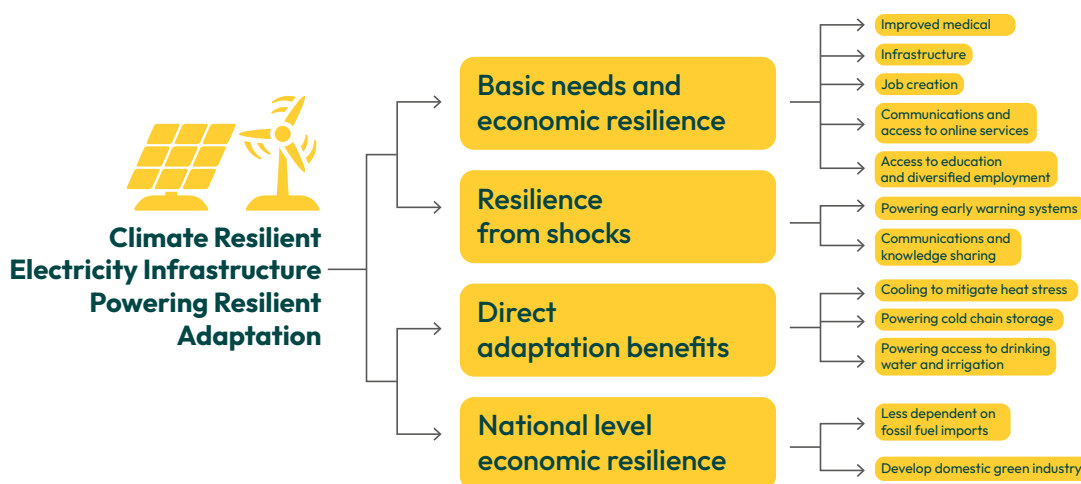 Climate Resilient
Electricity Infrastructure
Powering Resilient
Adaptation
Basic needs and
economic resilience
Improved medical
Infrastructure
Job creation
Communications and
access to online services
Access to education
and diversified employment
Resilience
from shocks
Powering early warning systems
Communications and
knowledge sharing
Direct
adaptation benefits
Cooling to mitigate heat stress
Powering cold chain storage
Powering access to drinking
water and irrigation
National level
economic resilience
Less dependent on
fossil fuel imports
Develop domestic green industry